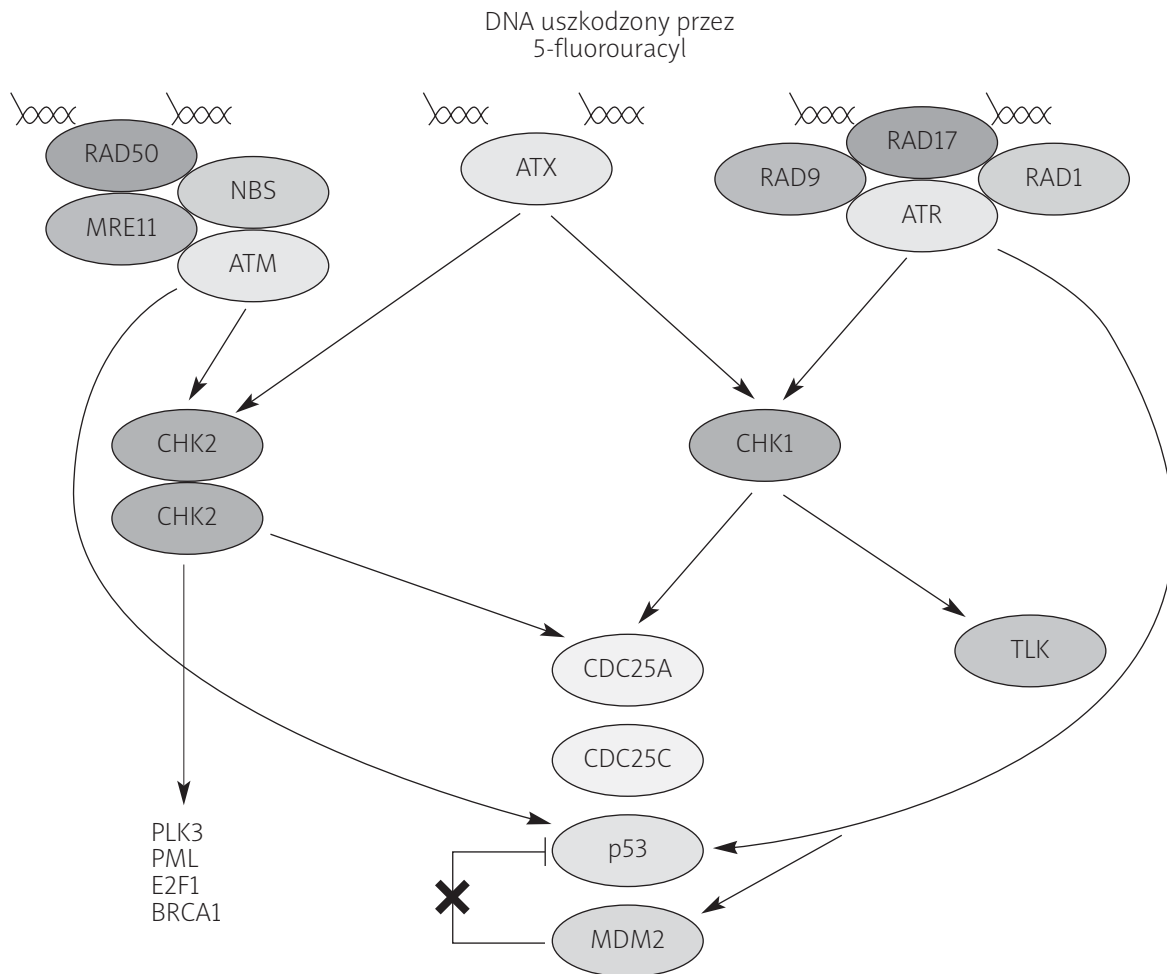 DNA uszkodzony przez
5-fluorouracyl
RAD50
NBS
MRE11
ATM
ATX
RAD17
RAD9
RAD1
ATR
CHK2
CHK2
CHK1
CDC25A
TLK
CDC25C
p53
MDM2
PLK3
PML
E2F1
BRCA1